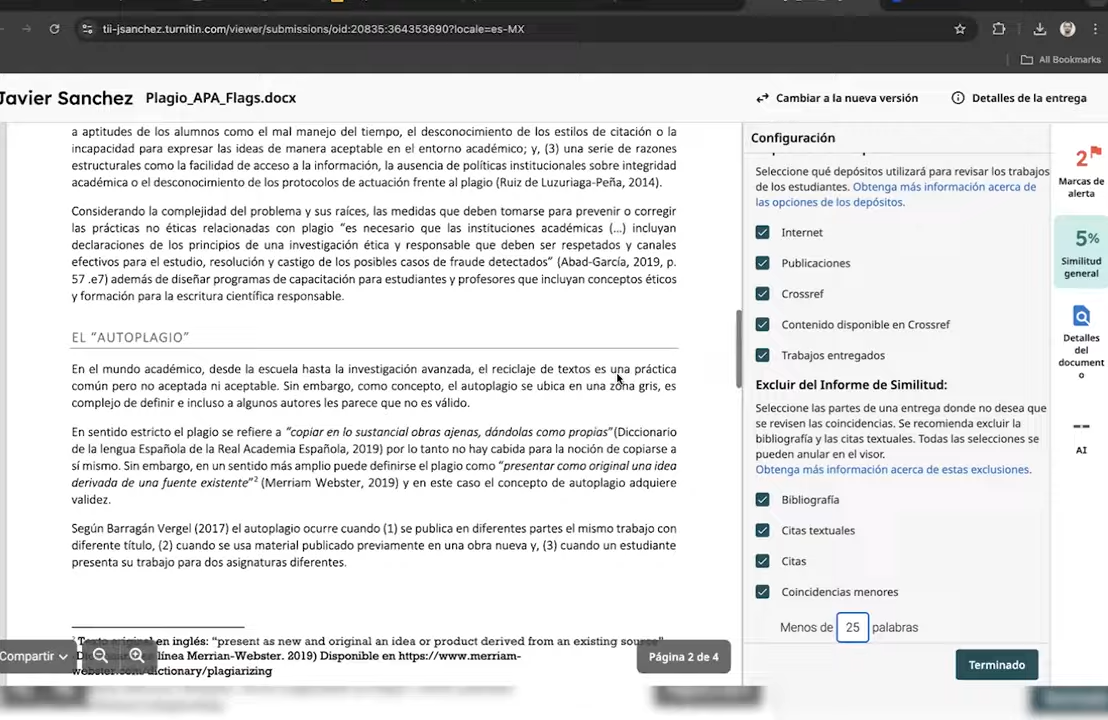 tii-jsanchez.turnitin.com/viewer/submissions/oid:20835:364353690?locale=es-MX
All Bookmarks
Javier Sanchez
Plagio_APA_Flags.docx
Cambiar a la nueva versión
Detalles de la entrega
a aptitudes de los alumnos como el mal manejo del tiempo, el desconocimiento de los estilos de citación o la
incapacidad para expresar las ideas de manera aceptable en el entorno académico; y, (3) una serie de razones
estructurales como la facilidad de acceso a la información, la ausencia de políticas institucionales sobre integridad
académica o el desconocimiento de los protocolos de actuación frente al plagio (Ruiz de Luzuriaga-Peña, 2014).
Considerando la complejidad del problema y sus raíces, las medidas que deben tomarse para prevenir o corregir
las prácticas no éticas relacionadas con plagio “es necesario que las instituciones académicas (...) incluyan
declaraciones de los principios de una investigación ética y responsable que deben ser respetados y canales
efectivos para el estudio, resolución y castigo de los posibles casos de fraude detectados” (Abad-García, 2019, p.
57 .e7) además de diseñar programas de capacitación para estudiantes y profesores que incluyan conceptos éticos
y formación para la escritura científica responsable.
EL “AUTOPLAGIO”
En el mundo académico, desde la escuela hasta la investigación avanzada, el reciclaje de textos es una práctica
común pero no aceptada ni aceptable. Sin embargo, como concepto, el autoplagio se ubica en una zona gris, es
complejo de definir e incluso a algunos autores les parece que no es válido.
En sentido estricto el plagio se refiere a “copiar en lo sustancial obras ajenas, dándolas como propias”(Diccionario
de la lengua Española de la Real Academia Española, 2019) por lo tanto no hay cabida para la noción de copiarse a
sí mismo. Sin embargo, en un sentido más amplio puede definirse el plagio como “presentar como original una idea
derivada de una fuente existente”² (Merriam Webster, 2019) y en este caso el concepto de autoplagio adquiere
validez.
Según Barragán Vergel (2017) el autoplagio ocurre cuando (1) se publica en diferentes partes el mismo trabajo con
diferente título, (2) cuando se usa material publicado previamente en una obra nueva y, (3) cuando un estudiante
presenta su trabajo para dos asignaturas diferentes.
² Texto original en inglés: “present as new and original an idea or product derived from an existing source”
línea Merrian-Webster. 2019) Disponible en https://www.merriam-
webster.com/dictionary/plagiarizing
Compartir
Página 2 de 4
Configuración
Seleccione qué depósitos utilizará para revisar los trabajos
de los estudiantes. Obtenga más información acerca de
las opciones de los depósitos.
Internet
Publicaciones
Crossref
Contenido disponible en Crossref
Trabajos entregados
Excluir del Informe de Similitud:
Seleccione las partes de una entrega donde no desea que
se revisen las coincidencias. Se recomienda excluir la
bibliografía y las citas textuales. Todas las selecciones se
pueden anular en el visor.
Obtenga más información acerca de estas exclusiones.
Bibliografía
Citas textuales
Citas
Coincidencias menores
Menos de 25 palabras
Terminado
2
Marcas de
alerta
5%
Similitud
general
Detalles
del
document
o
--
AI